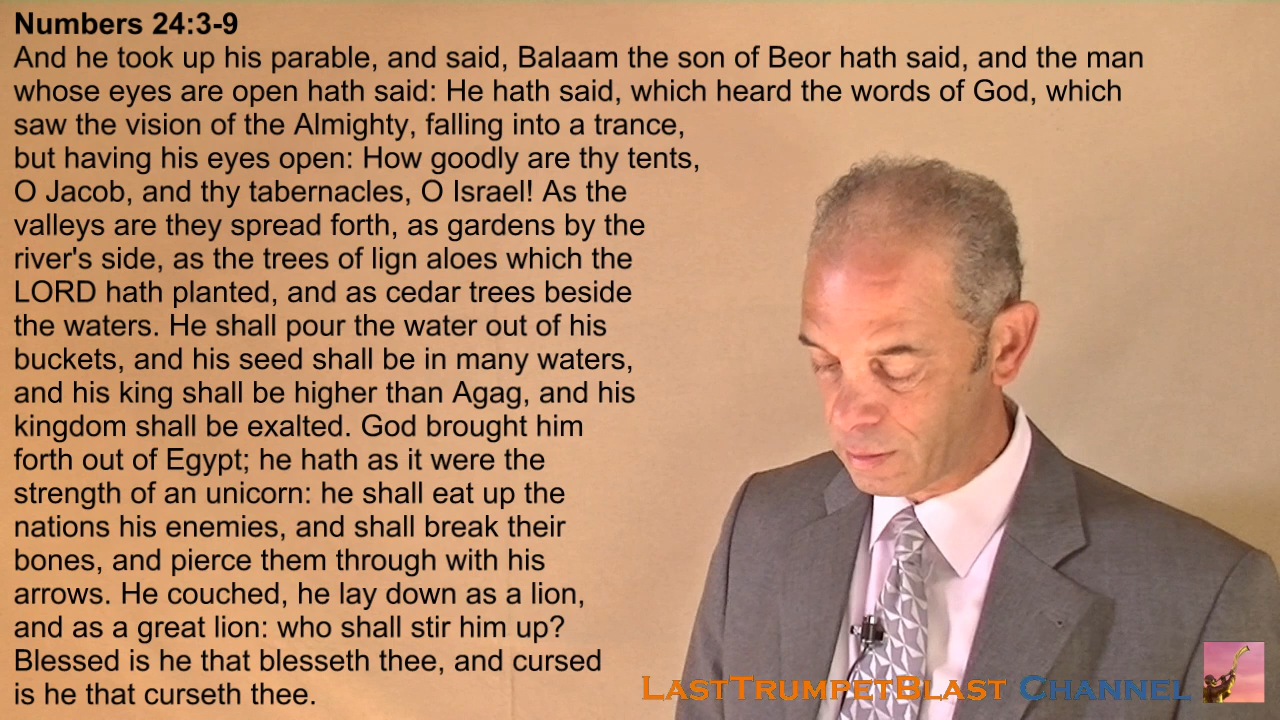 Numbers 24:3-9
And he took up his parable, and said, Balaam the son of Beor hath said, and the man
whose eyes are open hath said: He hath said, which heard the words of God, which
saw the vision of the Almighty, falling into a trance,
but having his eyes open: How goodly are thy tents,
O Jacob, and thy tabernacles, O Israel! As the
valleys are they spread forth, as gardens by the
river's side, as the trees of lign aloes which the
LORD hath planted, and as cedar trees beside
the waters. He shall pour the water out of his
buckets, and his seed shall be in many waters,
and his king shall be higher than Agag, and his
kingdom shall be exalted. God brought him
forth out of Egypt; he hath as it were the
strength of an unicorn: he shall eat up the
nations his enemies, and shall break their
bones, and pierce them through with his
arrows. He couched, he lay down as a lion,
and as a great lion: who shall stir him up?
Blessed is he that blesseth thee, and cursed
is he that curseth thee.
LastTrumpetBlast Channel